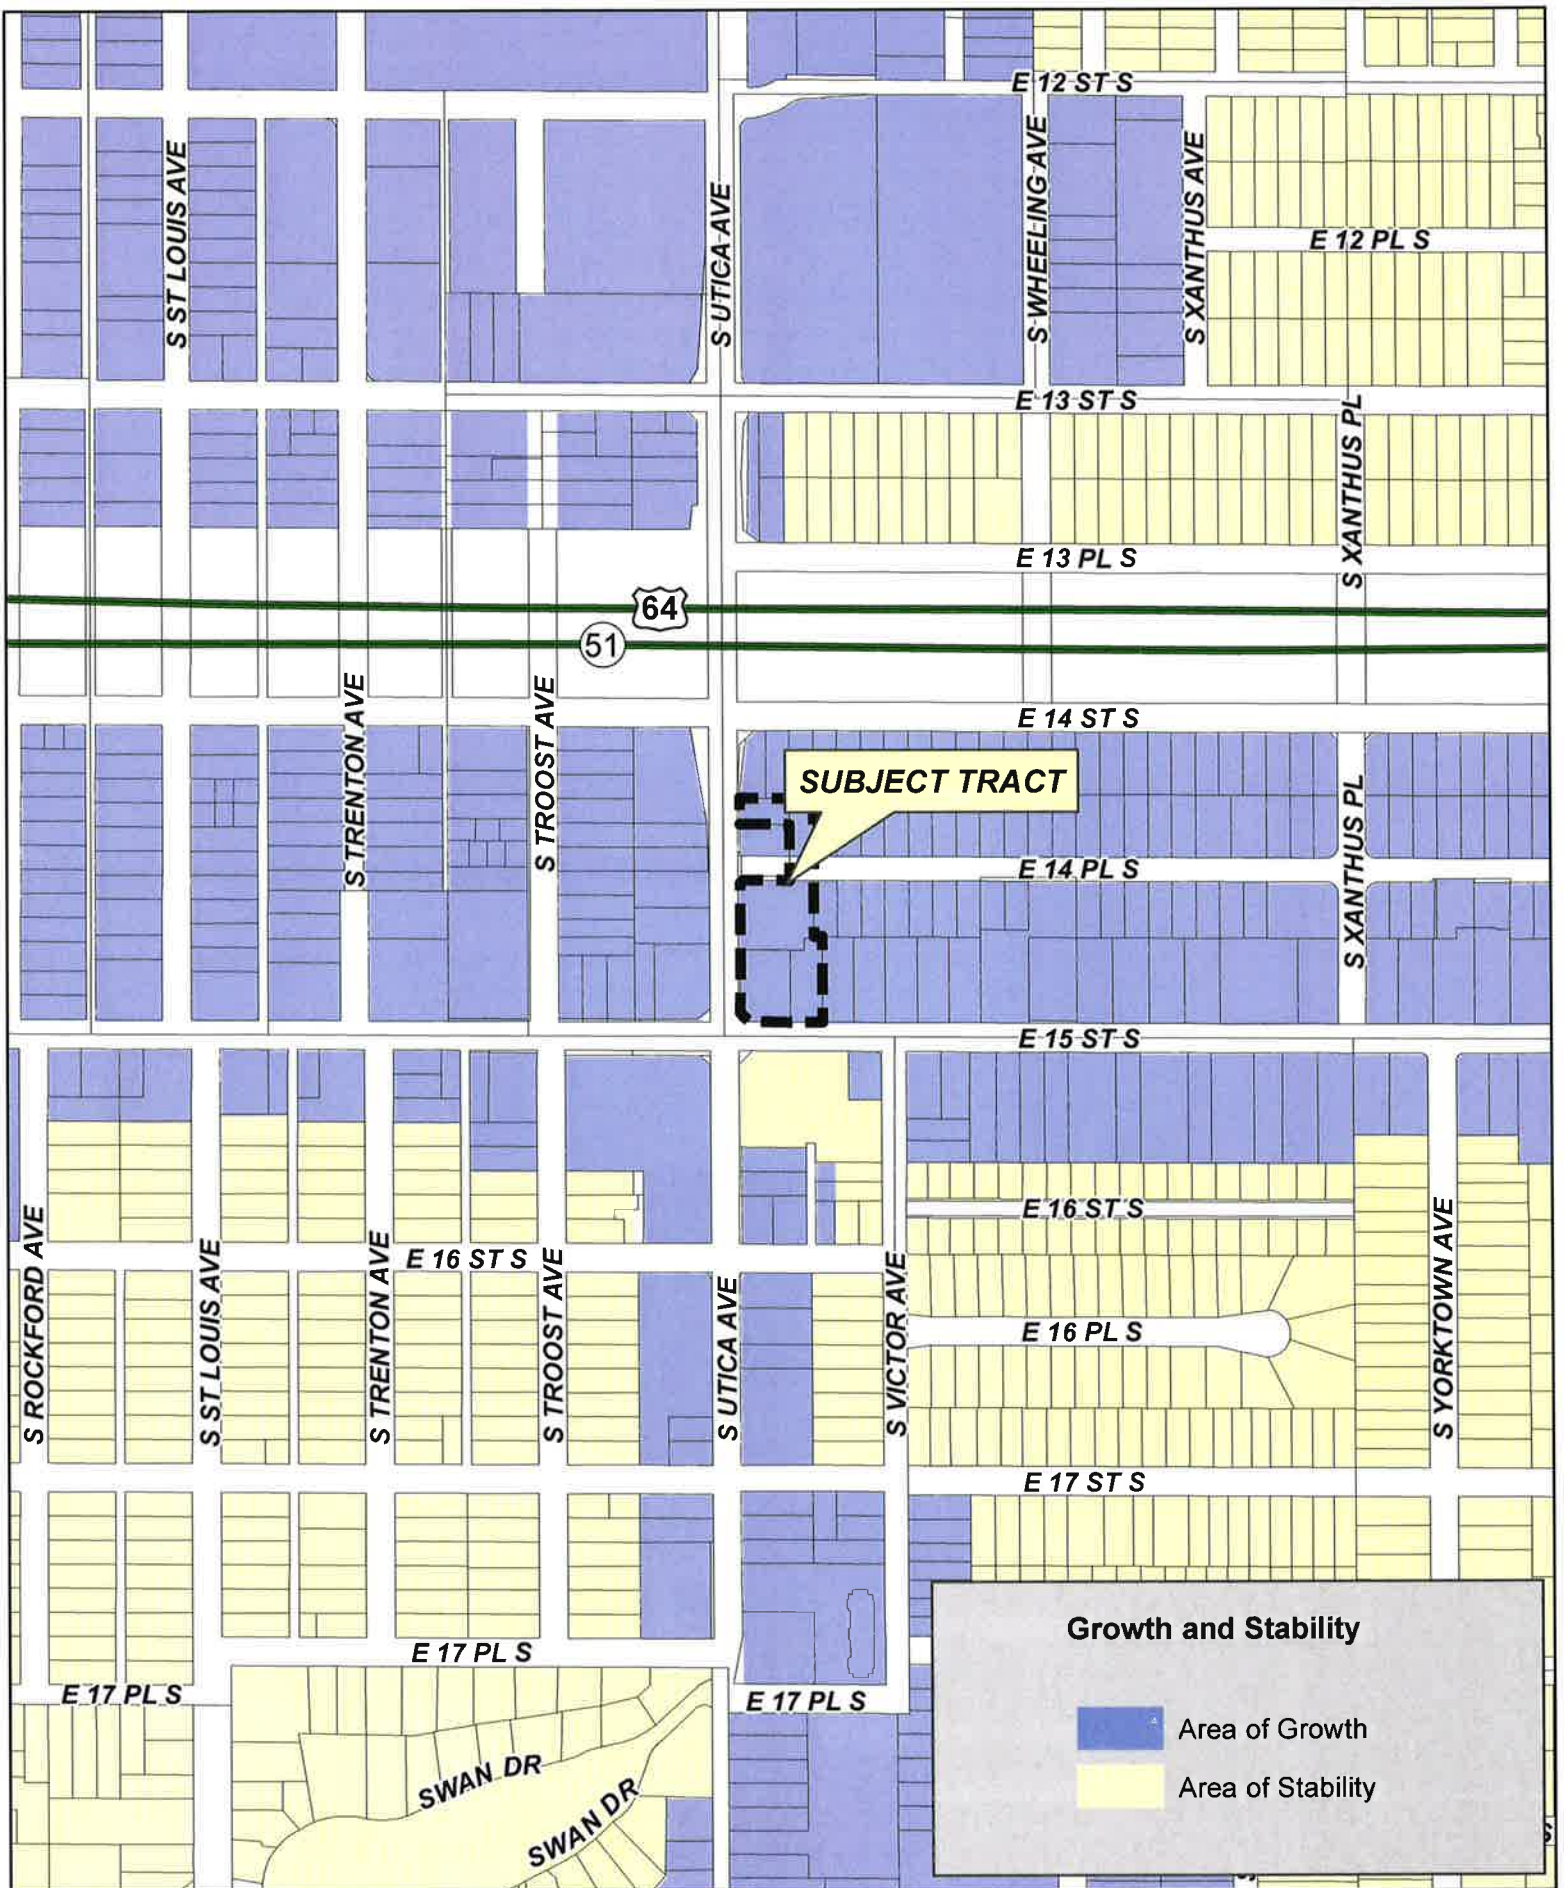 E 12 ST S
S ST LOUIS AVE
S UTICA AVE
S WHEELING AVE
S XANTHUS AVE
E 12 PL S
E 13 ST S
S XANTHUS PL
E 13 PL S
64
51
S TRENTON AVE
S TROOST AVE
E 14 ST S
SUBJECT TRACT
S XANTHUS PL
E 14 PL S
E 15 ST S
S ROCKFORD AVE
S ST LOUIS AVE
S TRENTON AVE
E 16 ST S
S TROOST AVE
S UTICA AVE
S VICTOR AVE
E 16 ST S
E 16 PL S
S YORKTOWN AVE
E 17 ST S
E 17 PL S
E 17 PL S
E 17 PL S
SWAN DR
SWAN DR
Growth and Stability
Area of Growth
Area of Stability